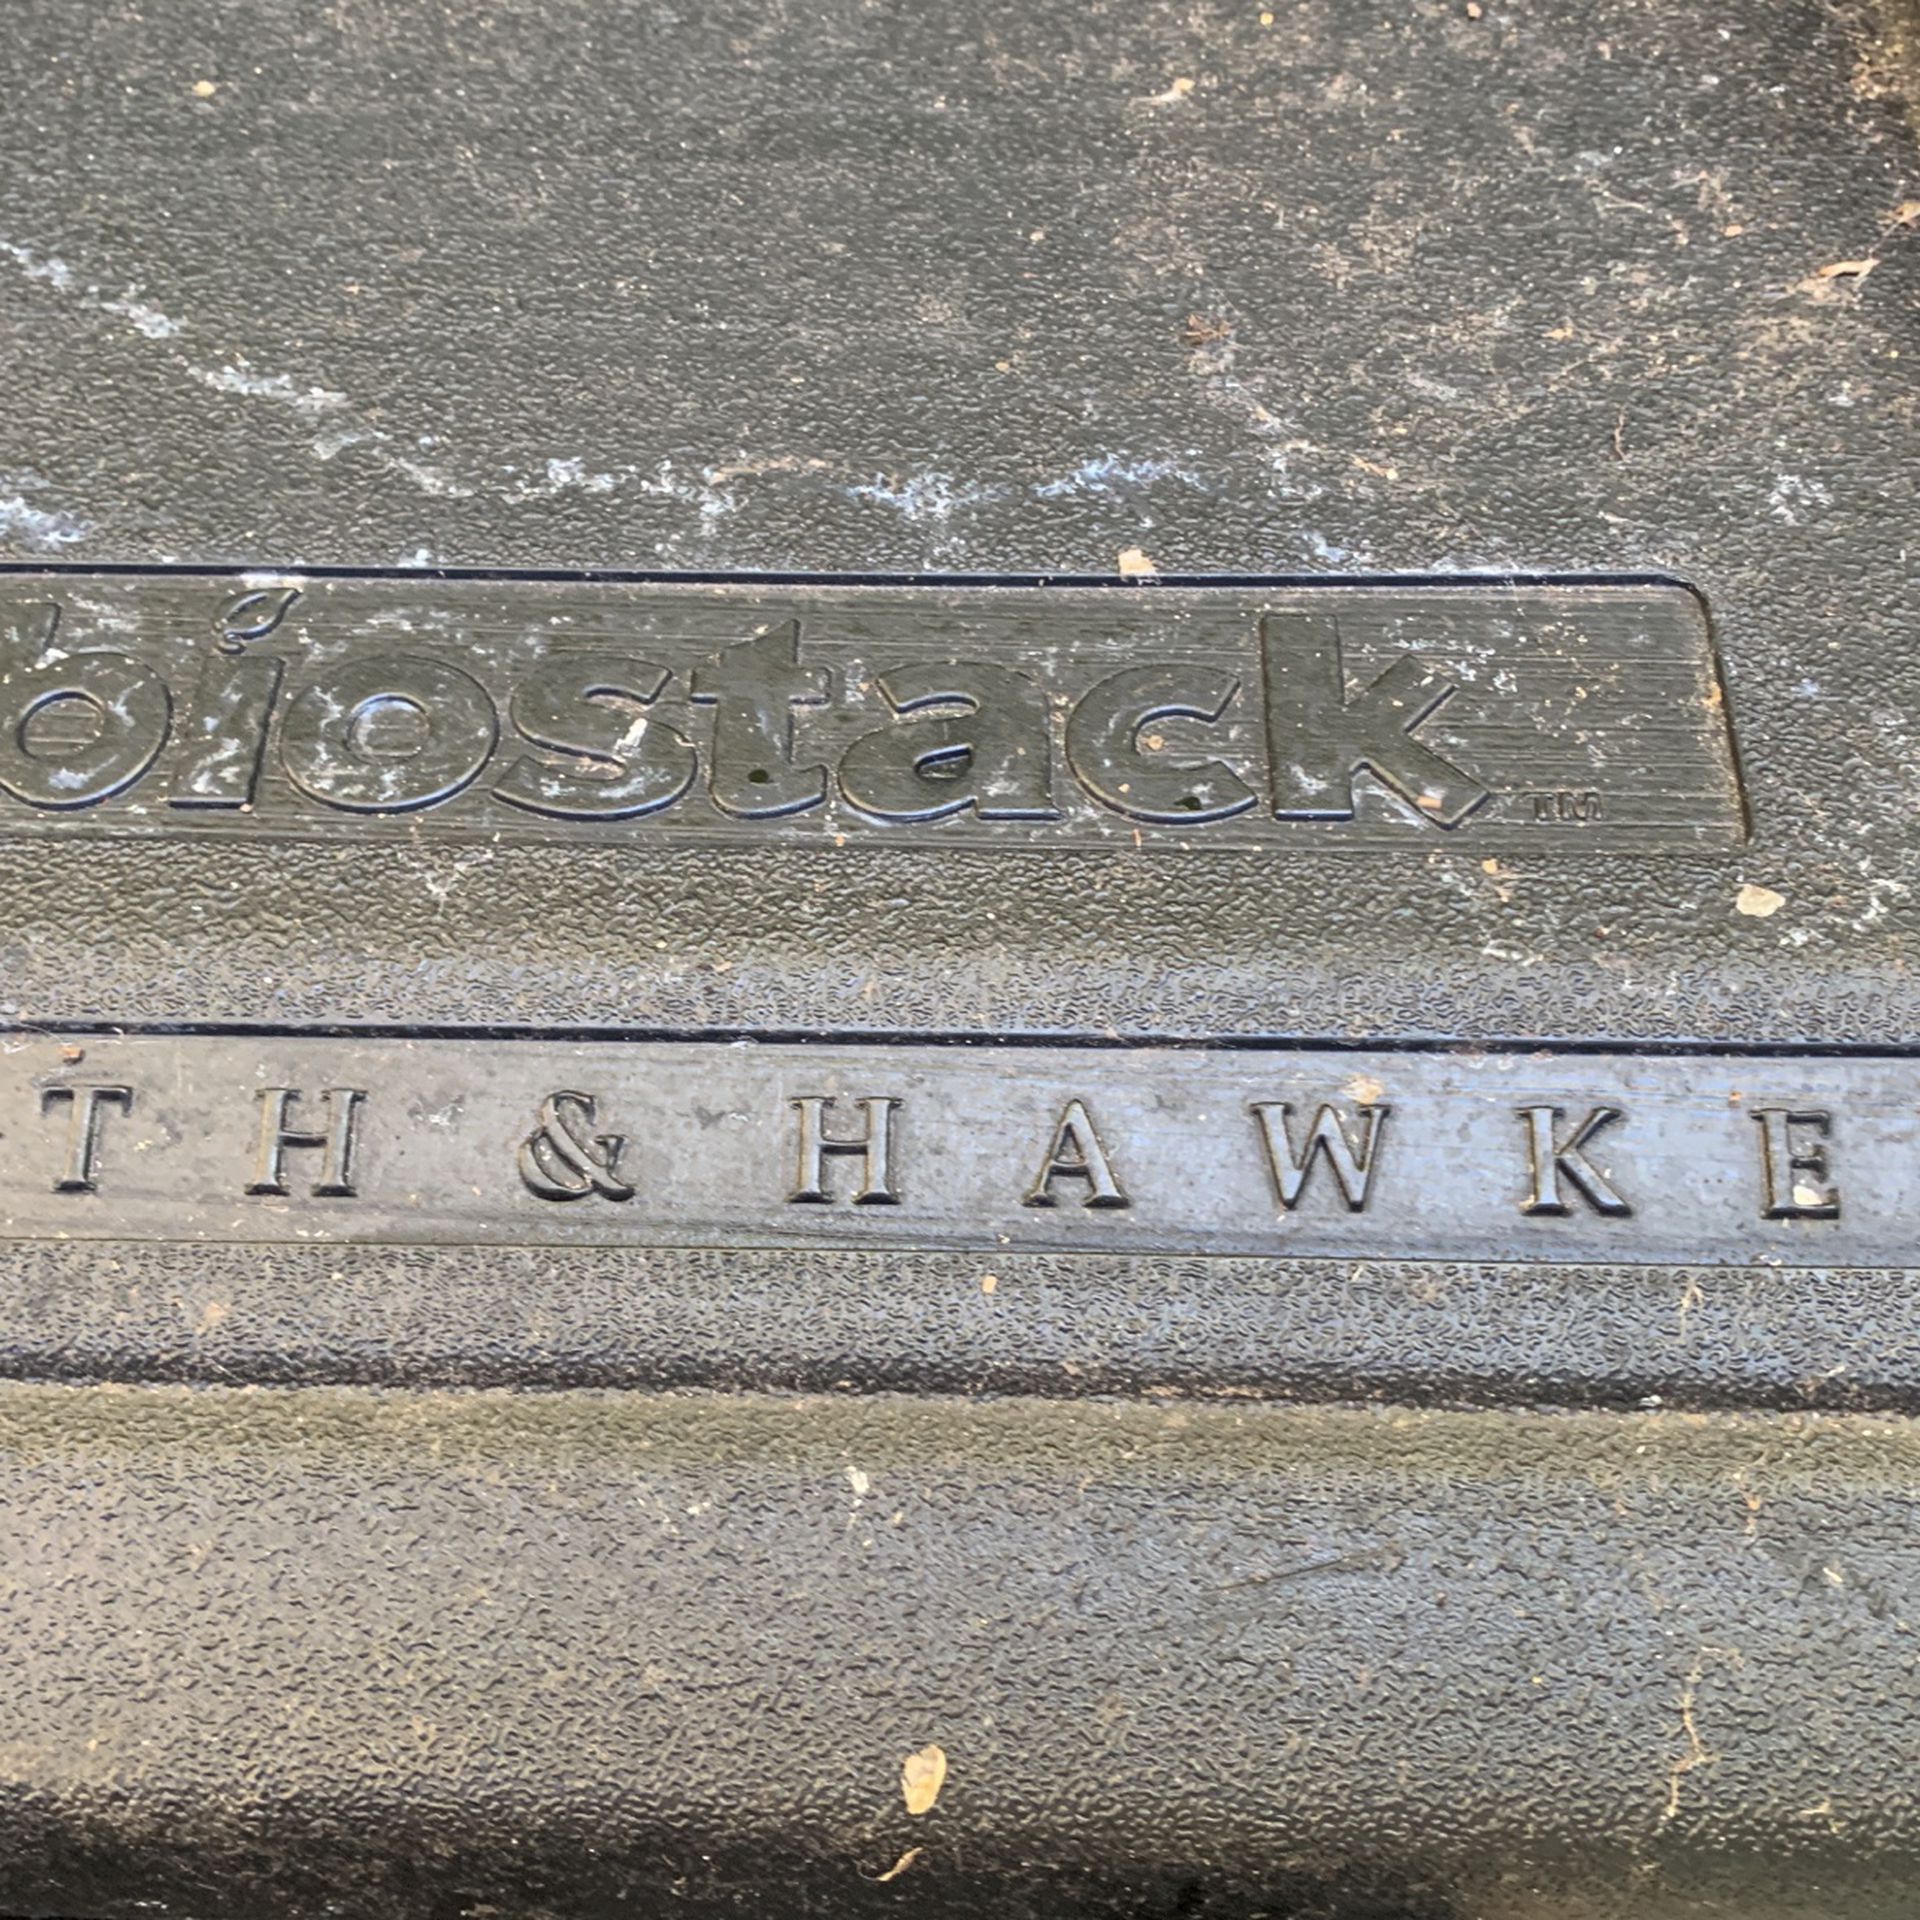 biostack TM
TH & HAWKE